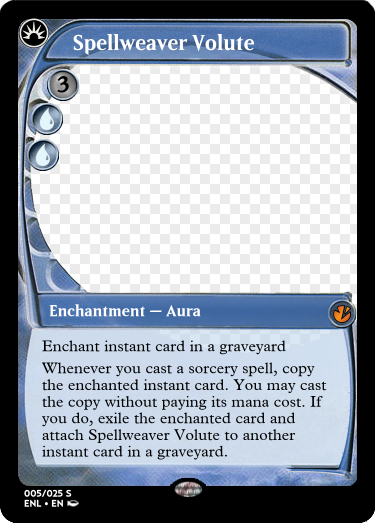 Spellweaver Volute
3
Enchantment — Aura
Enchant instant card in a graveyard
Whenever you cast a sorcery spell, copy
the enchanted instant card. You may cast
the copy without paying its mana cost. If
you do, exile the enchanted card and
attach Spellweaver Volute to another
instant card in a graveyard.
005/025 S
ENL • EN